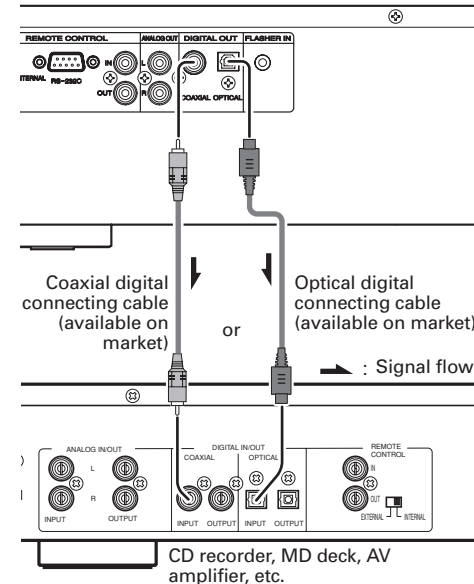 REMOTE CONTROL
ANALOG OUT
DIGITAL OUT
FLASHER IN
IN
L
TERNAL
RS-232C
OUT
R
COAXIAL
OPTICAL
Coaxial digital
connecting cable
(available on
market)
or
Optical digital
connecting cable
(available on market)
: Signal flow
ANALOG IN/OUT
L
R
INPUT
OUTPUT
DIGITAL IN/OUT
COAXIAL
OPTICAL
INPUT
OUTPUT
INPUT
OUTPUT
REMOTE
CONTROL
IN
OUT
EXTERNAL
INTERNAL
CD recorder, MD deck, AV
amplifier, etc.